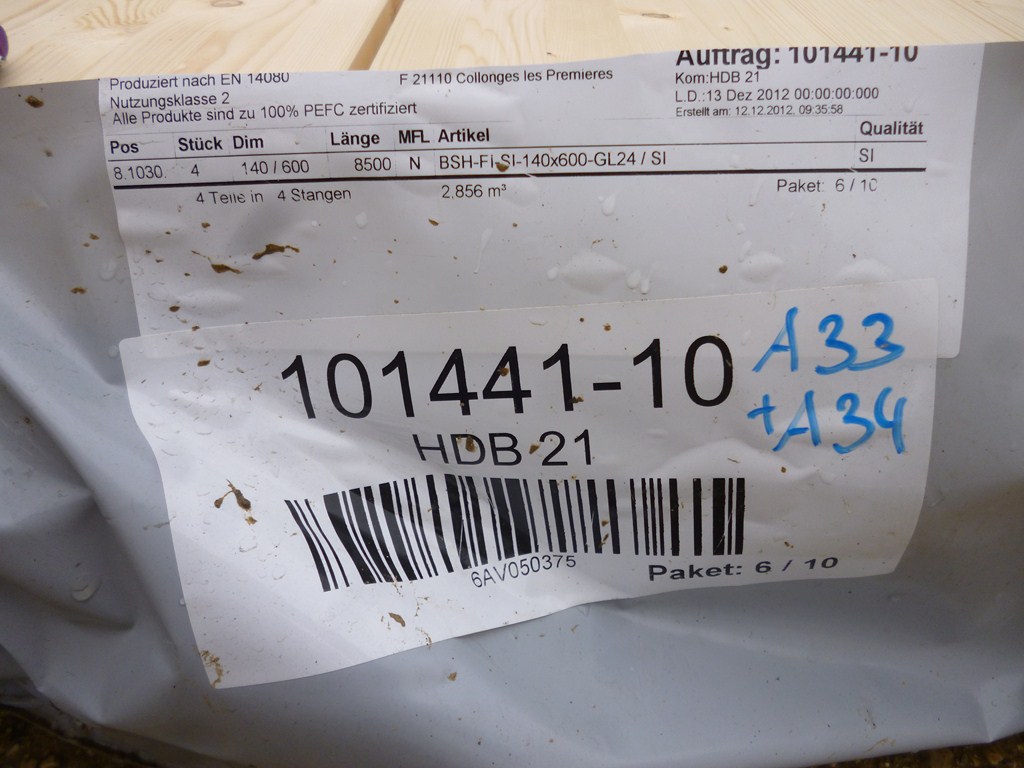 Auftrag: 101441-10
Produziert nach EN 14080
F 21110 Collonges les Premieres
Kom:HDB 21
Nutzungsklasse 2
L.D.:13 Dez 2012 00:00:00:000
Alle Produkte sind zu 100% PEFC zertifiziert
Erstellt am: 12.12.2012, 09:35:58
Pos Stück Dim Länge MFL Artikel Qualität
8.1030. 4 140 / 600 8500 N BSH-FI-SI-140x600-GL24 / SI SI
4 Teile in 4 Stangen 2,856 m³ Paket: 6 / 10
101441-10
A33
+A34
HDB 21
6AV050375
Paket: 6 / 10